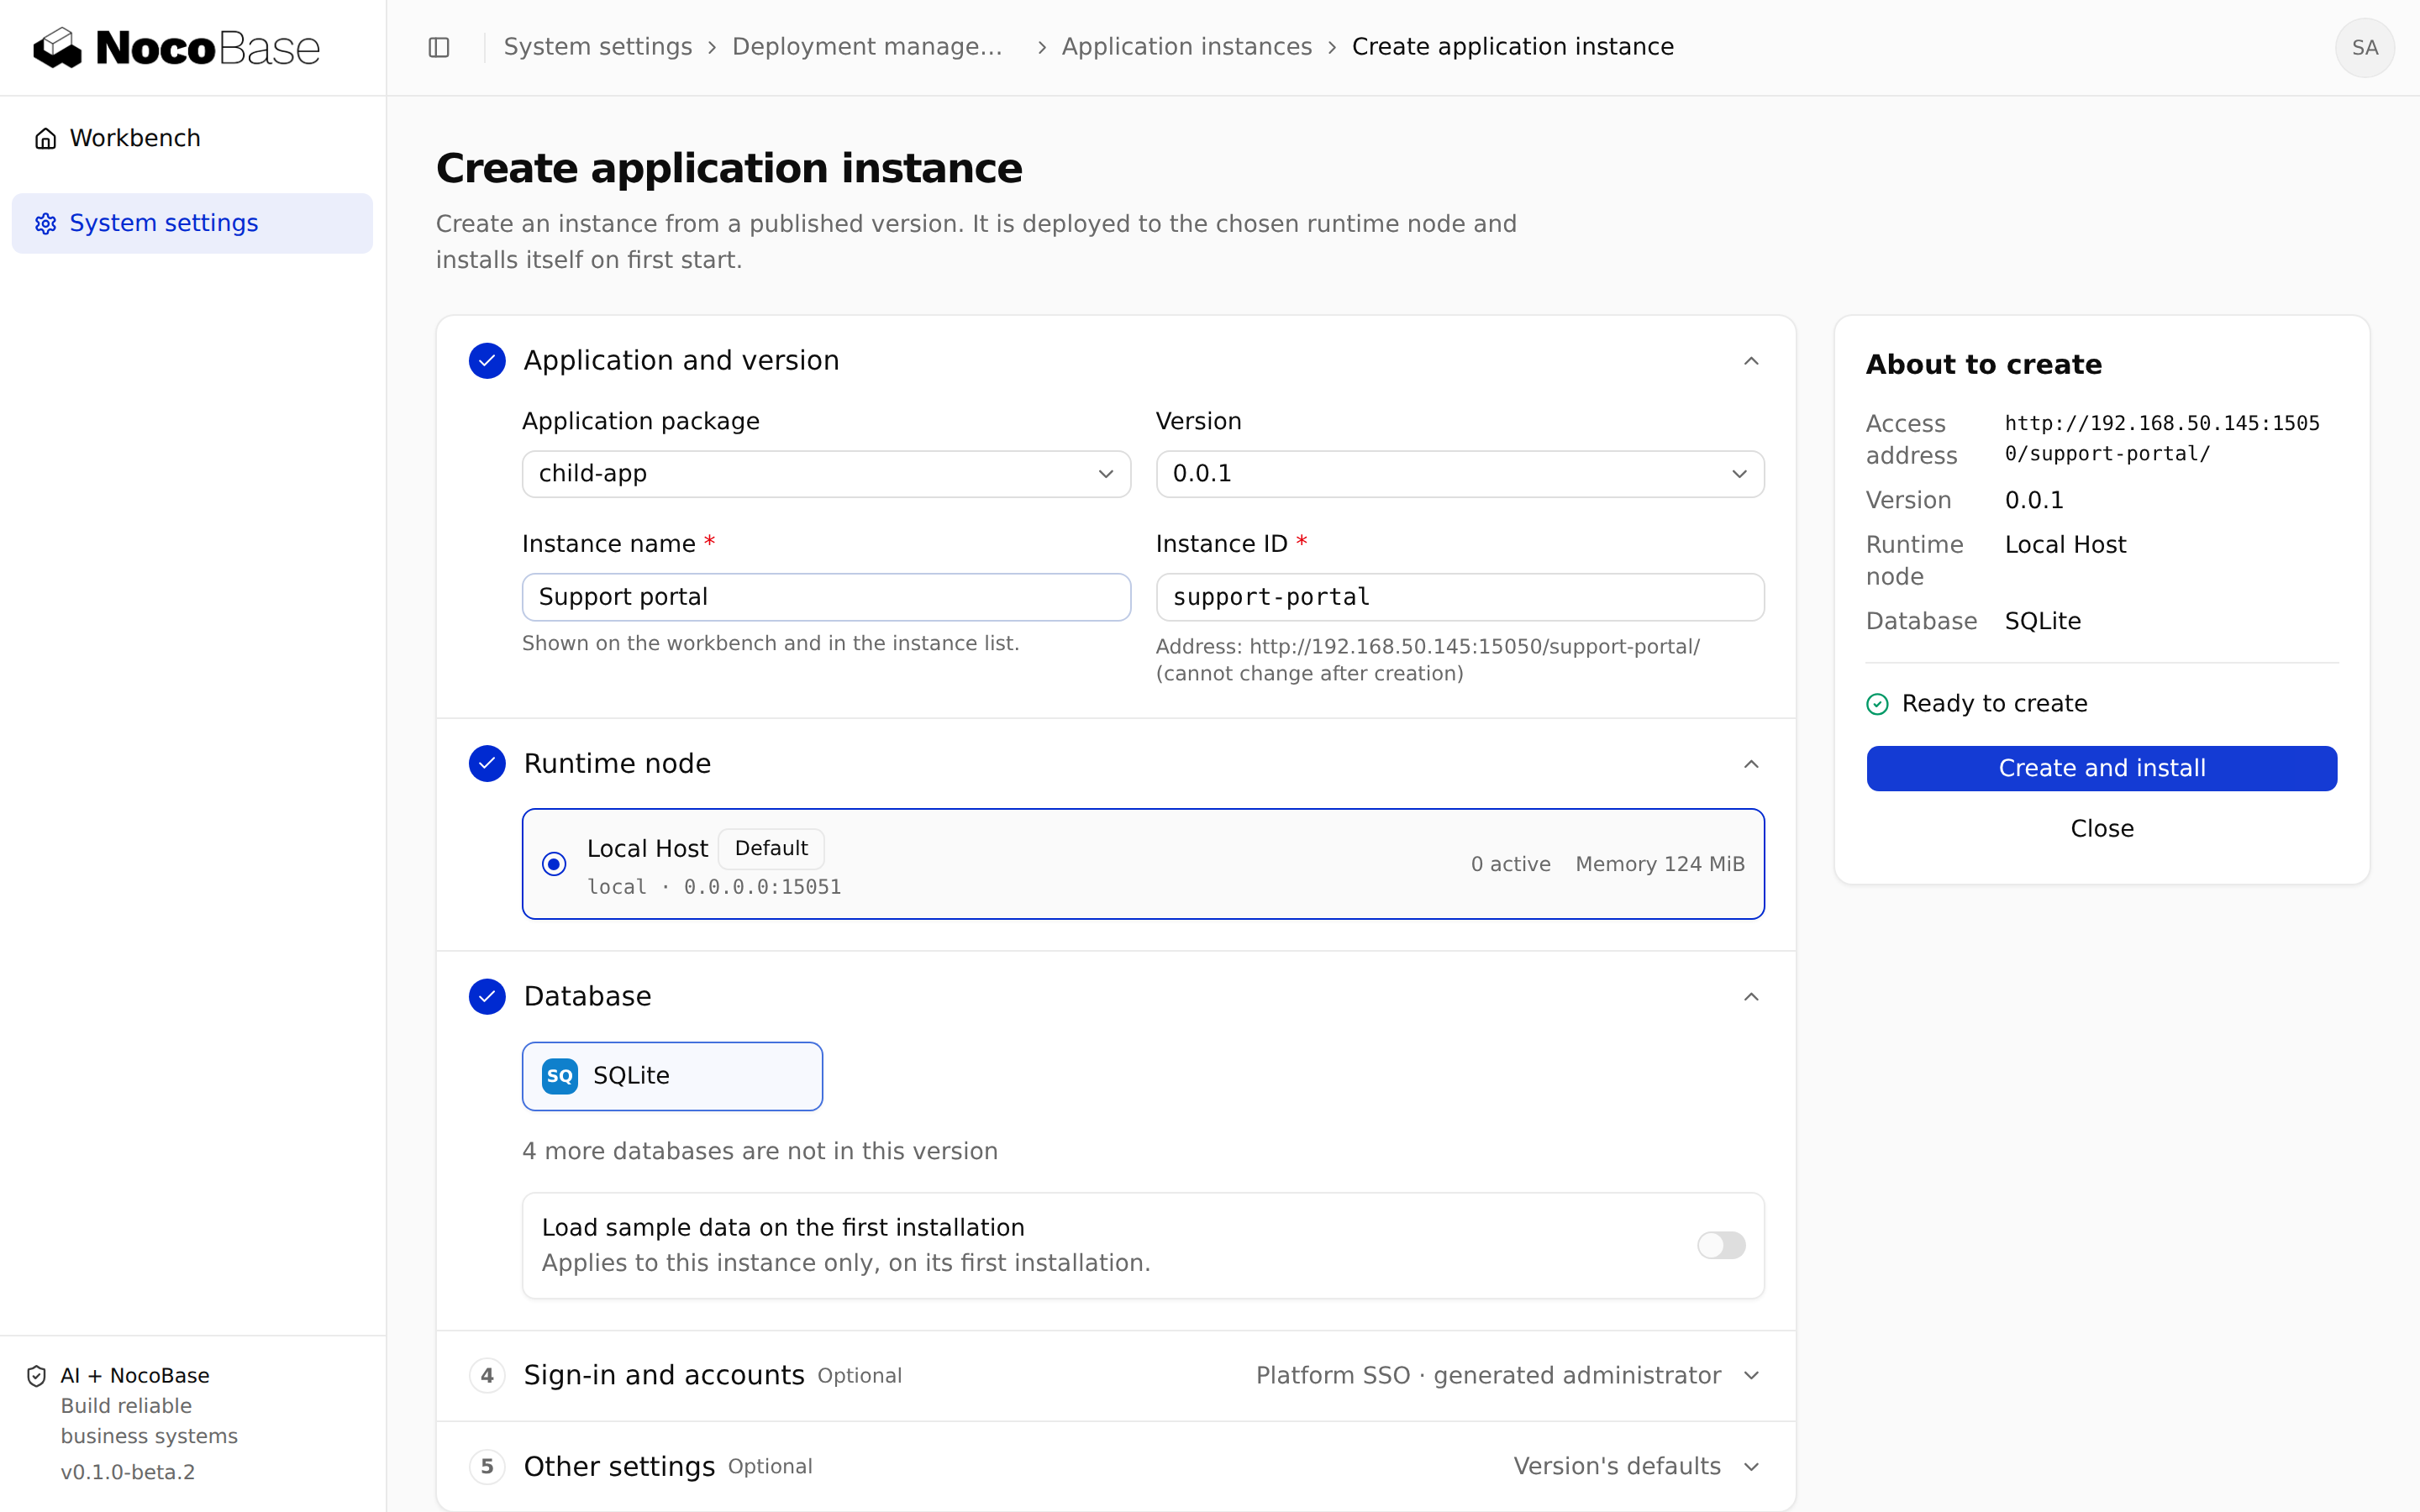 NocoBase
System settings
Deployment manage...
Application instances
Create application instance
SA
Workbench
System settings
Create application instance
Create an instance from a published version. It is deployed to the chosen runtime node and
installs itself on first start.
Application and version
Application package
Version
child-app
0.0.1
Instance name *
Instance ID *
Support portal
support-portal
Shown on the workbench and in the instance list.
Address: http://192.168.50.145:15050/support-portal/
(cannot change after creation)
Runtime node
Local Host
Default
local · 0.0.0.0:15051
0 active
Memory 124 MiB
Database
SQ
SQLite
4 more databases are not in this version
Load sample data on the first installation
Applies to this instance only, on its first installation.
4
Sign-in and accounts
Optional
Platform SSO · generated administrator
5
Other settings
Optional
Version's defaults
About to create
Access
address
http://192.168.50.145:1505
0/support-portal/
Version
0.0.1
Runtime
node
Local Host
Database
SQLite
Ready to create
Create and install
Close
AI + NocoBase
Build reliable
business systems
v0.1.0-beta.2